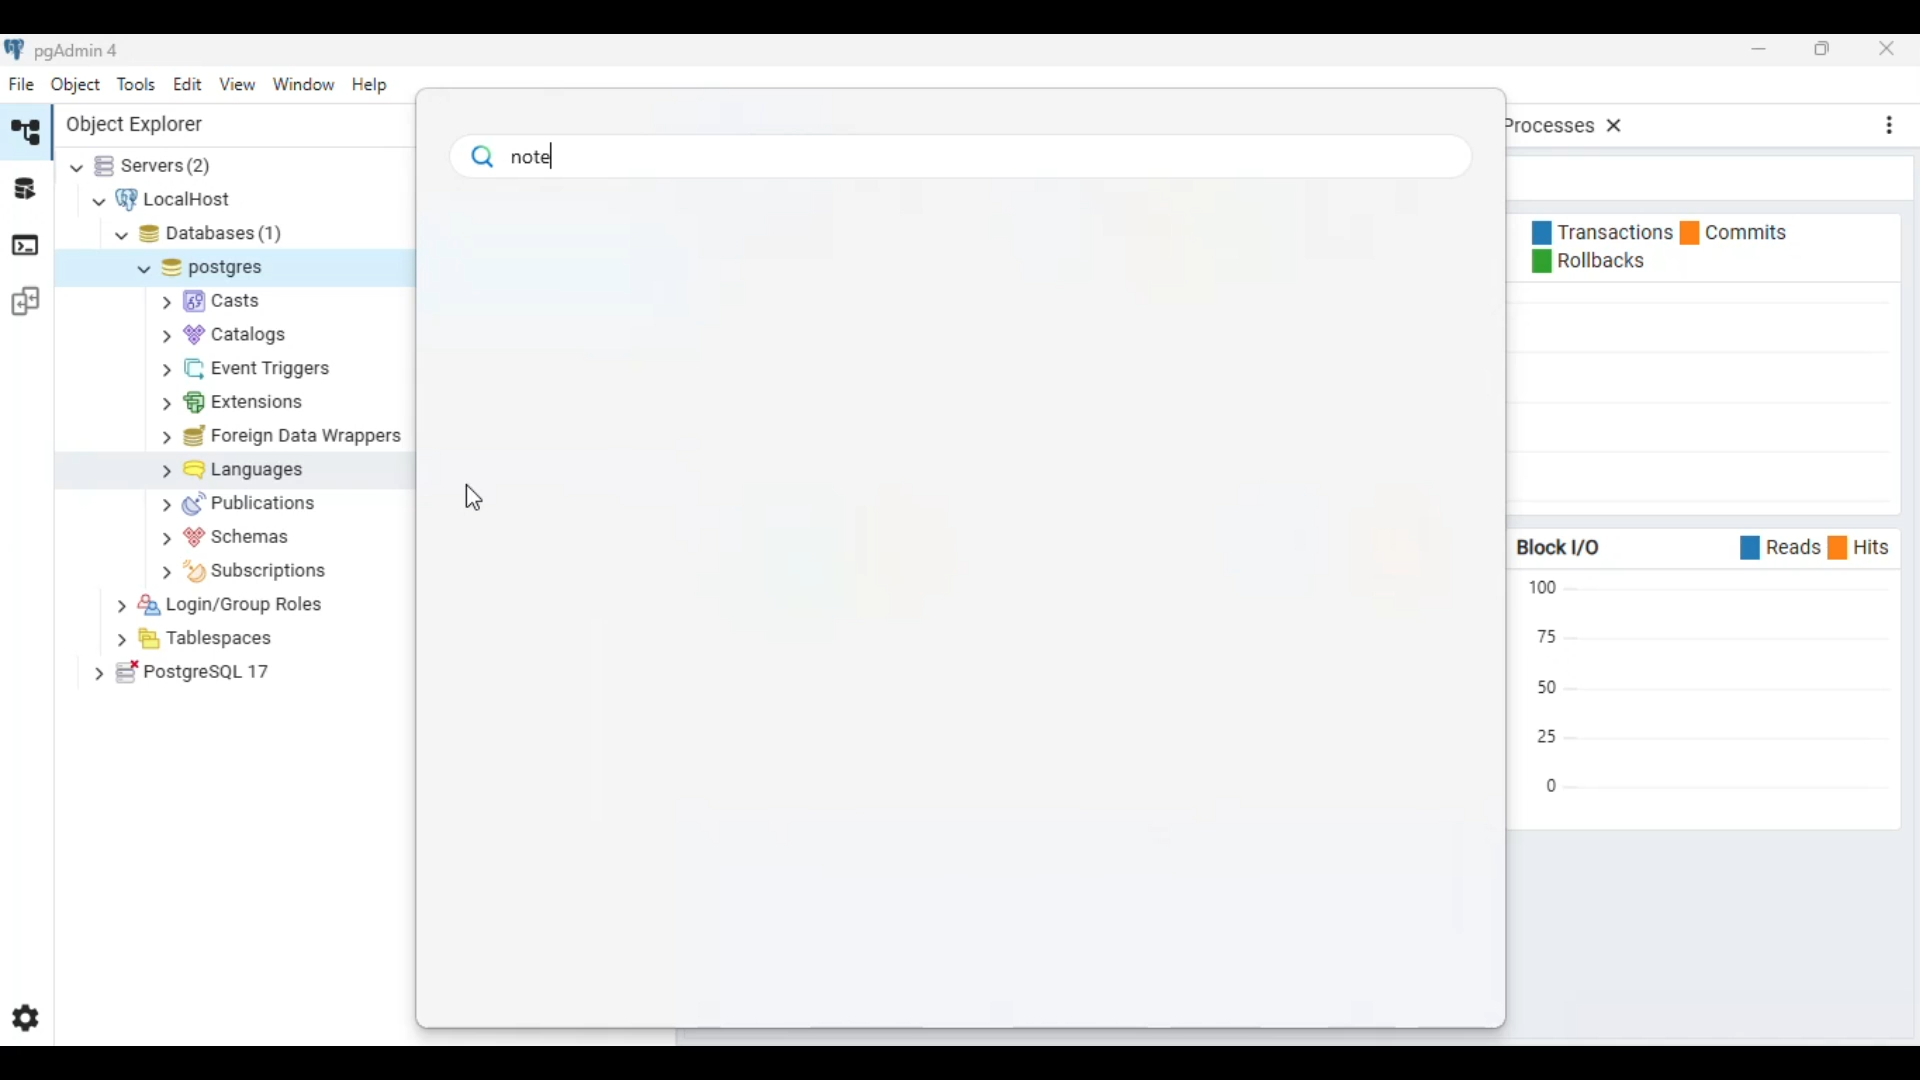 pgAdmin 4
File Object Tools Edit View Window Help
Object Explorer
Processes
note
Servers (2)
LocalHost
Databases (1)
postgres
Casts
Catalogs
Event Triggers
Extensions
Foreign Data Wrappers
Languages
Publications
Schemas
Subscriptions
Login/Group Roles
Tablespaces
PostgreSQL 17
Transactions Commits
Rollbacks
Block I/O Reads Hits
100
75
50
25
0